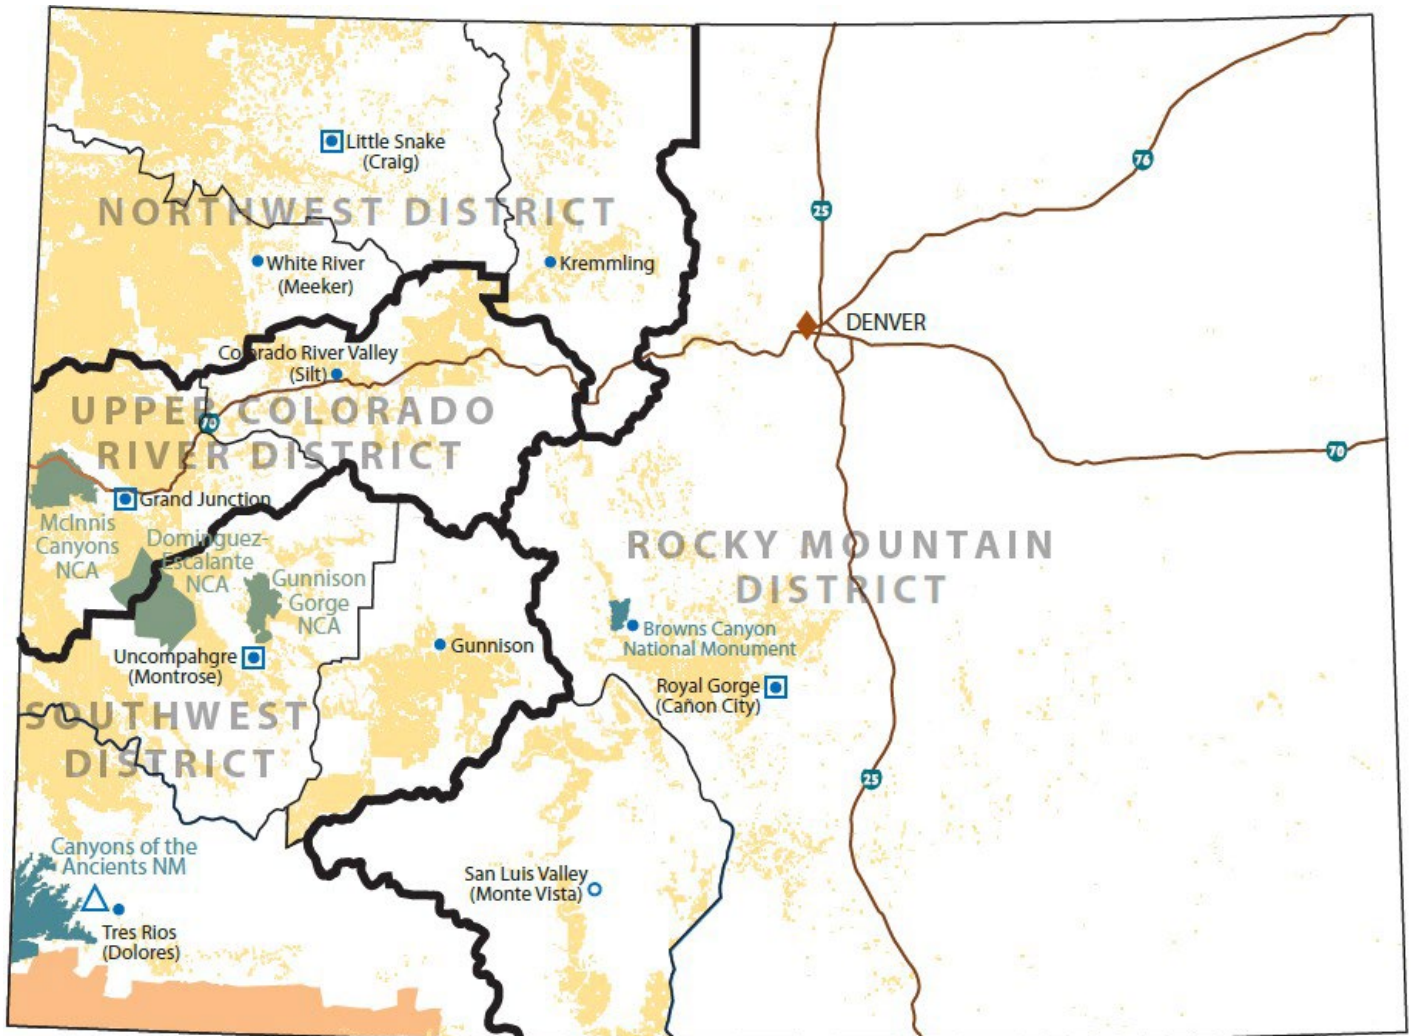 Little Snake
(Craig)
25
76
NORTHWEST DISTRICT
White River
(Meeker)
Kremmling
DENVER
Colorado River Valley
(Silt)
UPPER COLORADO
RIVER DISTRICT
70
70
Grand Junction
McInnis
Canyons
NCA
Dominguez-
Escalante
NCA
Gunnison
Gorge
NCA
ROCKY MOUNTAIN
DISTRICT
Browns Canyon
National Monument
Gunnison
Uncompahgre
(Montrose)
Royal Gorge
(Cañon City)
SOUTHWEST
DISTRICT
25
Canyons of the
Ancients NM
San Luis Valley
(Monte Vista)
Tres Rios
(Dolores)